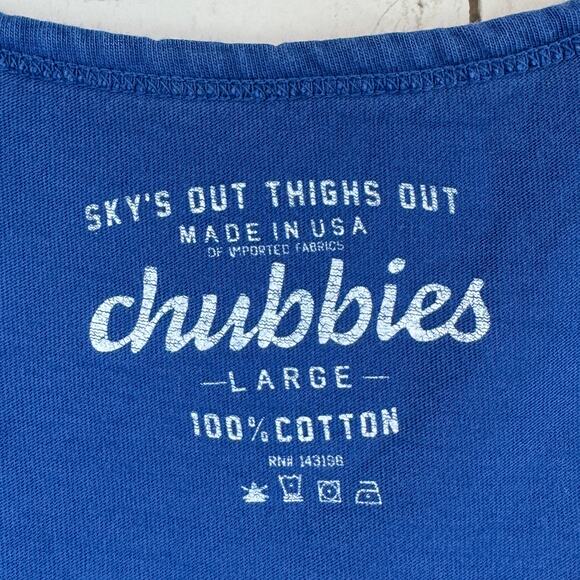 SKY'S OUT THIGHS OUT
MADE IN USA
OF IMPORTED FABRICS
chubbies
— LARGE —
100% COTTON
RN# 143198